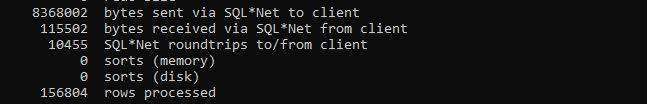 8368002 bytes sent via SQL*Net to client
115502 bytes received via SQL*Net from client
10455 SQL*Net roundtrips to/from client
0 sorts (memory)
0 sorts (disk)
156804 rows processed